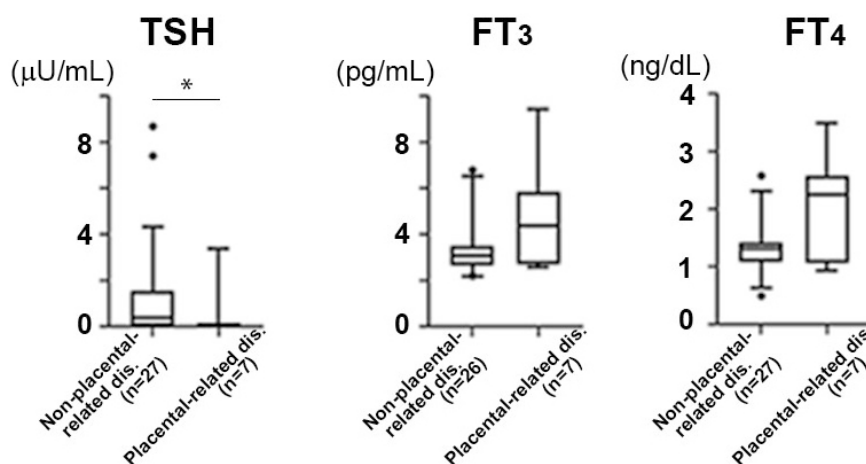 TSH
(μU/mL)
*
8
4
0
Non-placental-
related dis.
(n=27)
Placental-related dis.
(n=7)
FT3
(pg/mL)
8
4
0
Non-placental-
related dis.
(n=26)
Placental-related dis.
(n=7)
FT4
(ng/dL)
4
3
2
1
0
Non-placental-
related dis.
(n=27)
Placental-related dis.
(n=7)